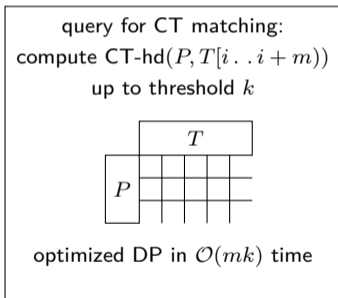 query for CT matching:
compute CT-hd(P, T[i . . i + m))
up to threshold k
T
P
optimized DP in O(mk) time